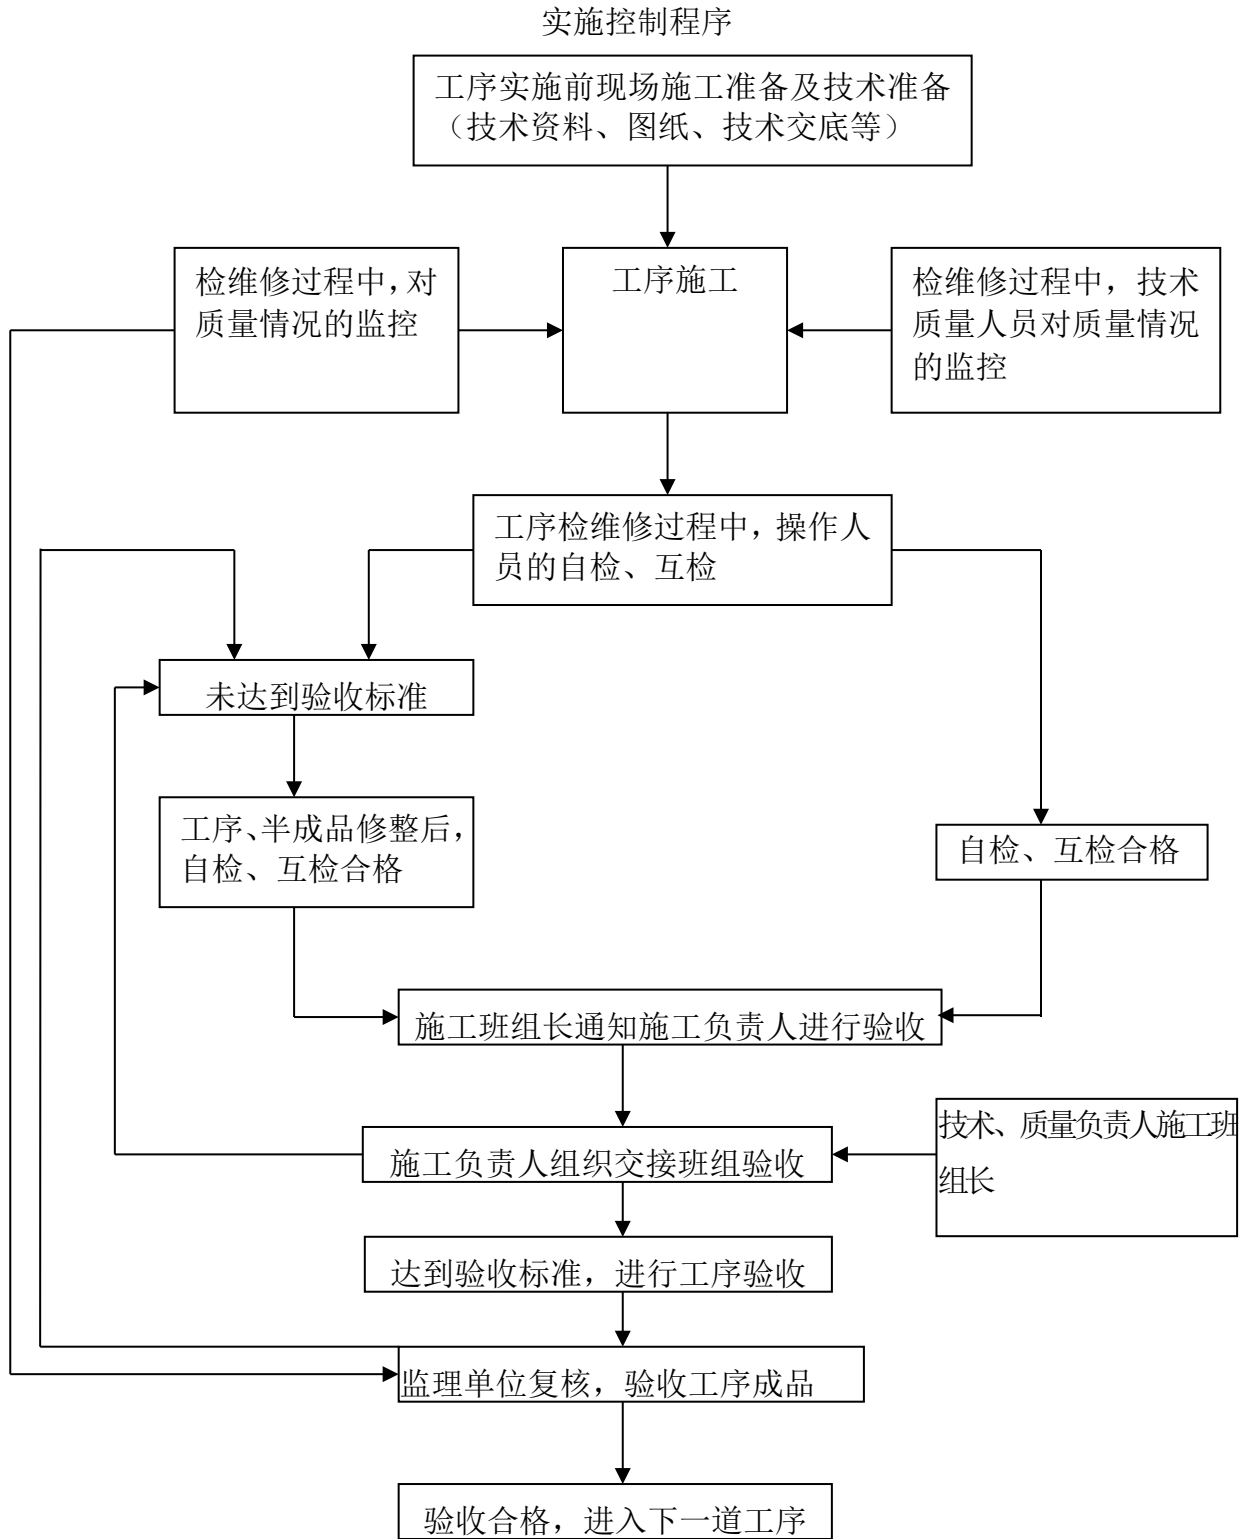 实施控制程序
工序实施前现场施工准备及技术准备
（技术资料、图纸、技术交底等）
检维修过程中，对
质量情况的监控
工序施工
检维修过程中，技术
质量人员对质量情况
的监控
工序检维修过程中，操作人
员的自检、互检
未达到验收标准
工序、半成品修整后，
自检、互检合格
自检、互检合格
施工班组长通知施工负责人进行验收
技术、质量负责人施工班
组长
施工负责人组织交接班组验收
达到验收标准，进行工序验收
监理单位复核，验收工序成品
验收合格，进入下一道工序